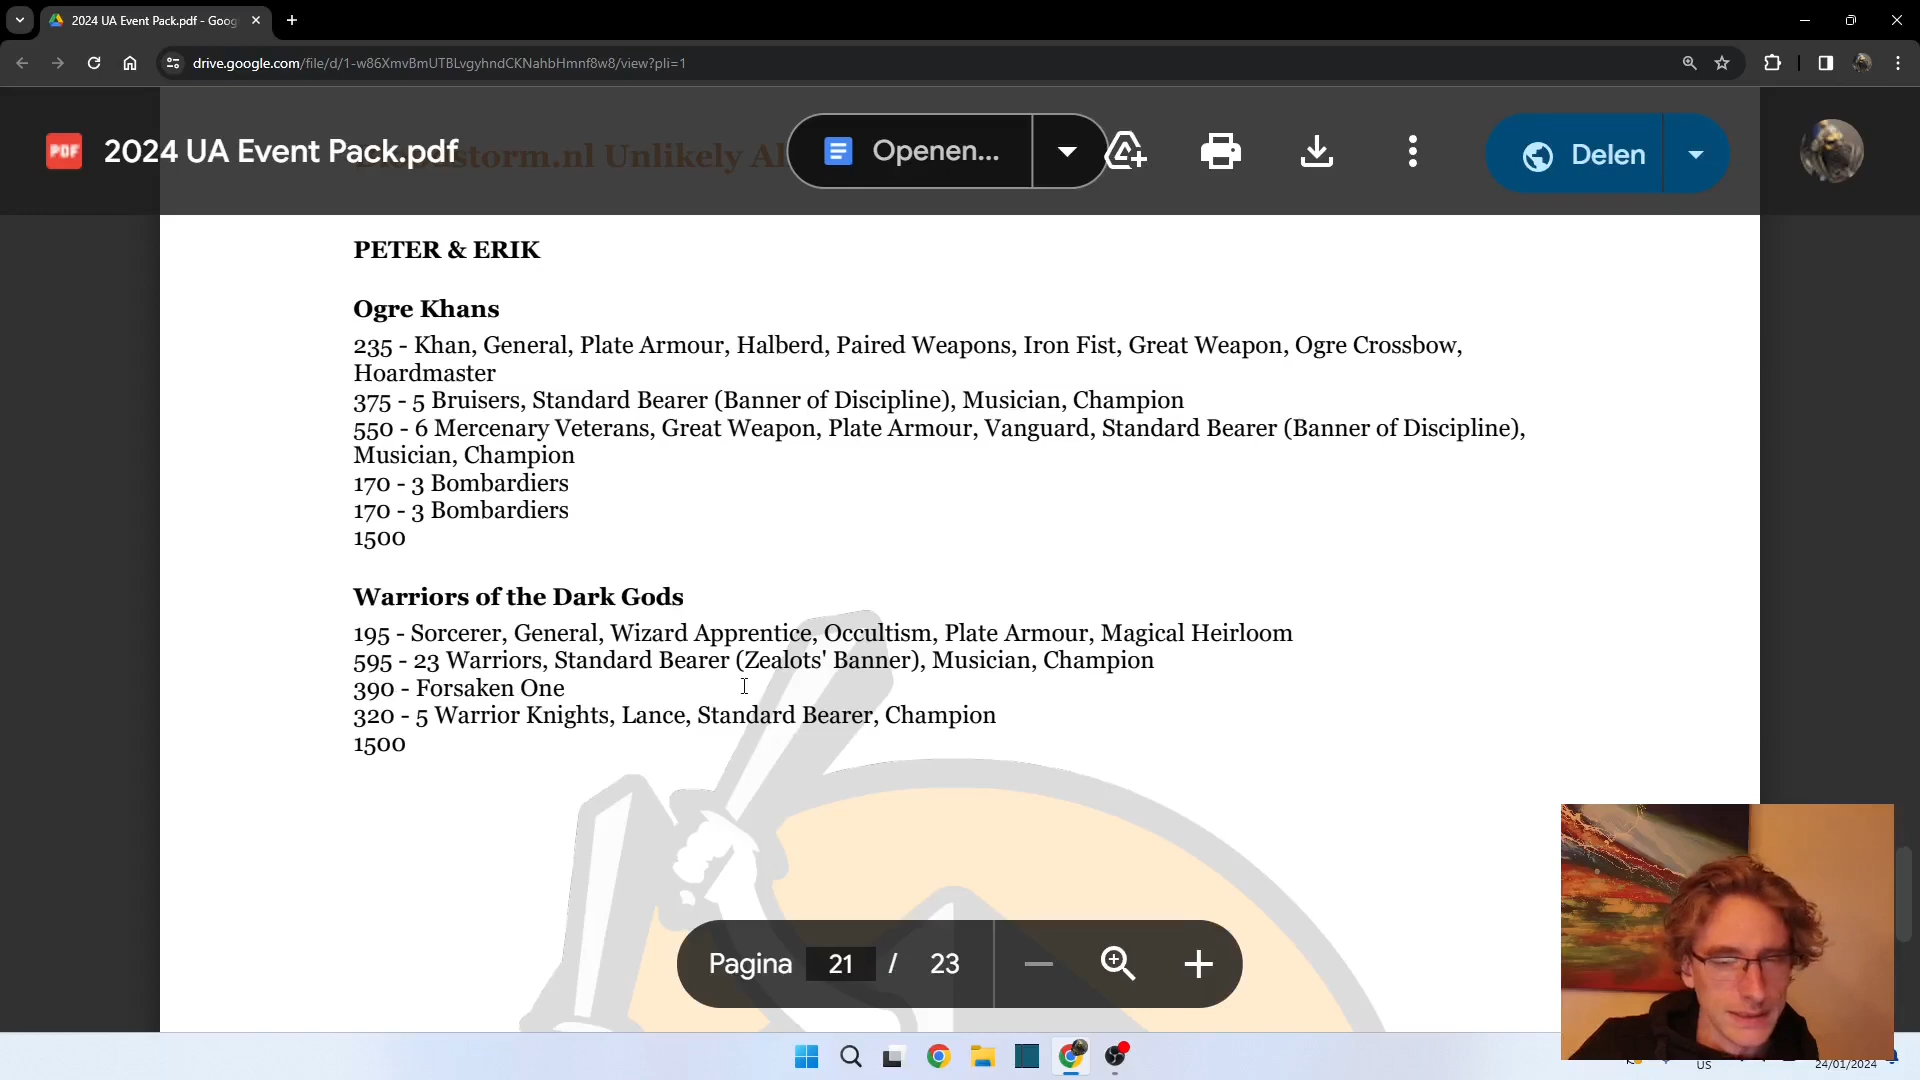 2024 UA Event Pack.pdf - Goog
drive.google.com/file/d/1-w86XmvBmUTBLvgyhndCKNahbHmnf8w8/view?pli=1
PDF
2024 UA Event Pack.pdf
storm.nl Unlikely Al
Openen...
Delen
PETER & ERIK
Ogre Khans
235 - Khan, General, Plate Armour, Halberd, Paired Weapons, Iron Fist, Great Weapon, Ogre Crossbow,
Hoardmaster
375 - 5 Bruisers, Standard Bearer (Banner of Discipline), Musician, Champion
550 - 6 Mercenary Veterans, Great Weapon, Plate Armour, Vanguard, Standard Bearer (Banner of Discipline),
Musician, Champion
170 - 3 Bombardiers
170 - 3 Bombardiers
1500
Warriors of the Dark Gods
195 - Sorcerer, General, Wizard Apprentice, Occultism, Plate Armour, Magical Heirloom
595 - 23 Warriors, Standard Bearer (Zealots' Banner), Musician, Champion
390 - Forsaken One
320 - 5 Warrior Knights, Lance, Standard Bearer, Champion
1500
Pagina 21 / 23
US
24/01/2024